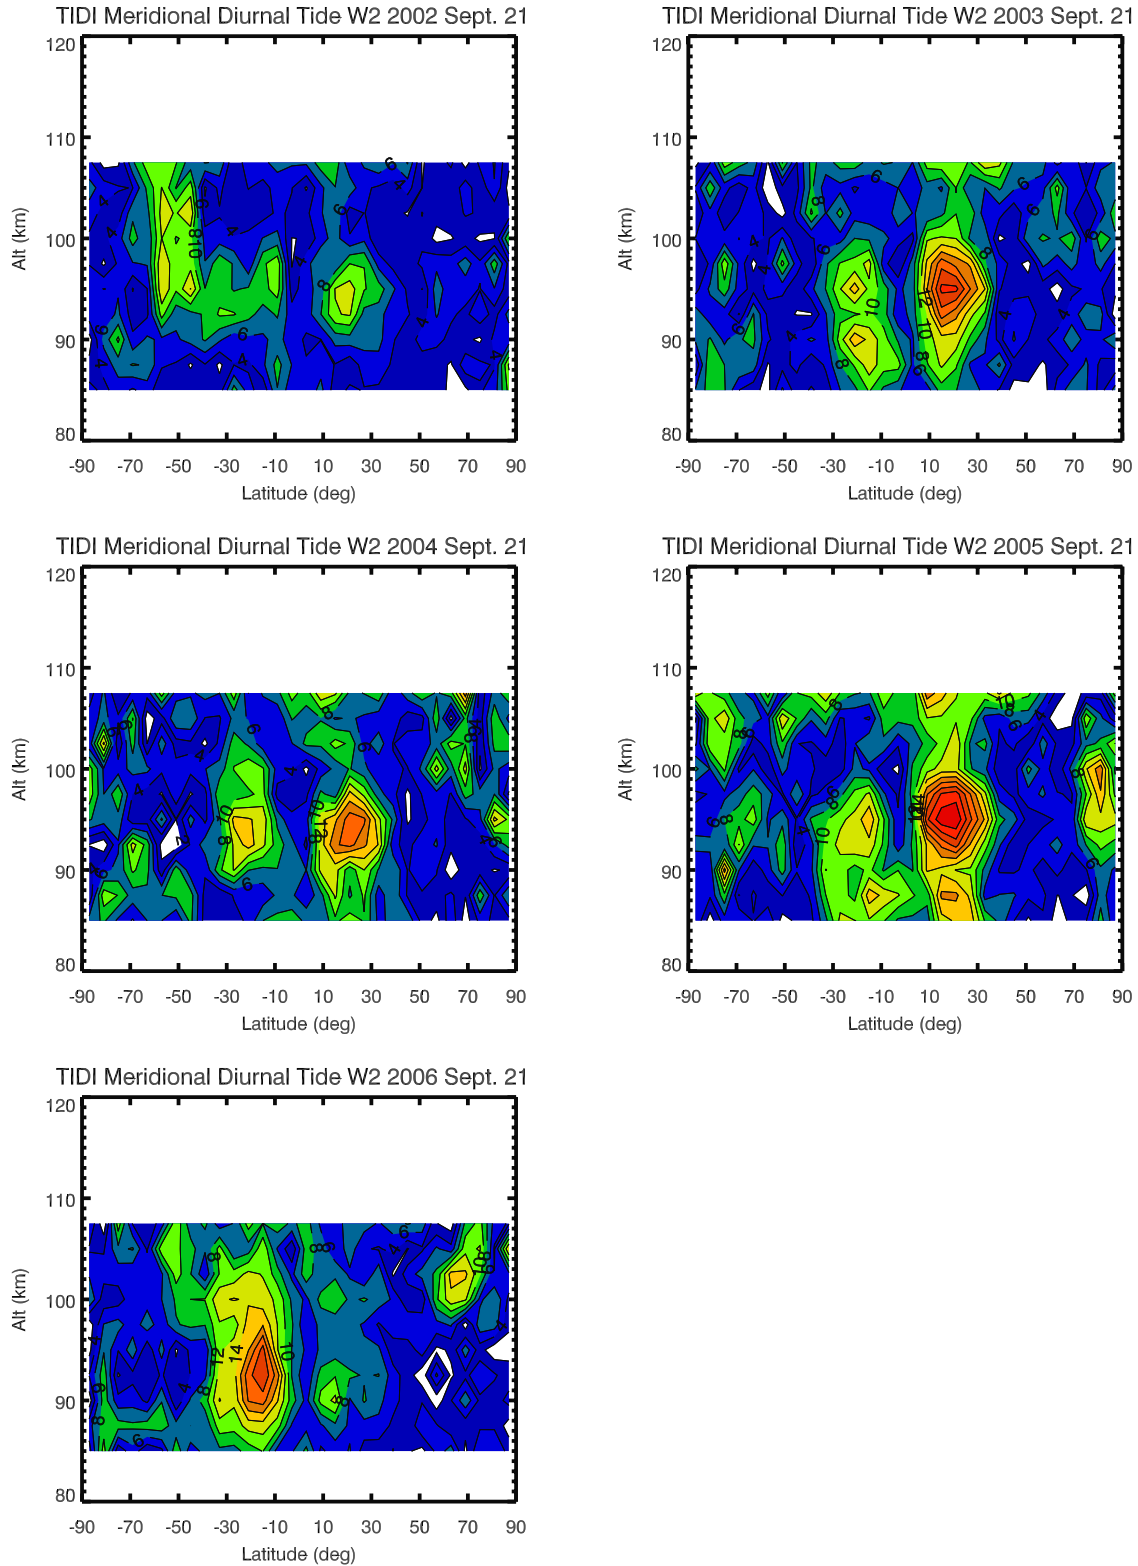 TIDI Meridional Diurnal Tide W2 2002 Sept. 21
120
110
100
90
80
Alt (km)
-90 -70 -50 -30 -10 10 30 50 70 90
Latitude (deg)
TIDI Meridional Diurnal Tide W2 2003 Sept. 21
120
110
100
90
80
Alt (km)
-90 -70 -50 -30 -10 10 30 50 70 90
Latitude (deg)
TIDI Meridional Diurnal Tide W2 2004 Sept. 21
120
110
100
90
80
Alt (km)
-90 -70 -50 -30 -10 10 30 50 70 90
Latitude (deg)
TIDI Meridional Diurnal Tide W2 2005 Sept. 21
120
110
100
90
80
Alt (km)
-90 -70 -50 -30 -10 10 30 50 70 90
Latitude (deg)
TIDI Meridional Diurnal Tide W2 2006 Sept. 21
120
110
100
90
80
Alt (km)
-90 -70 -50 -30 -10 10 30 50 70 90
Latitude (deg)